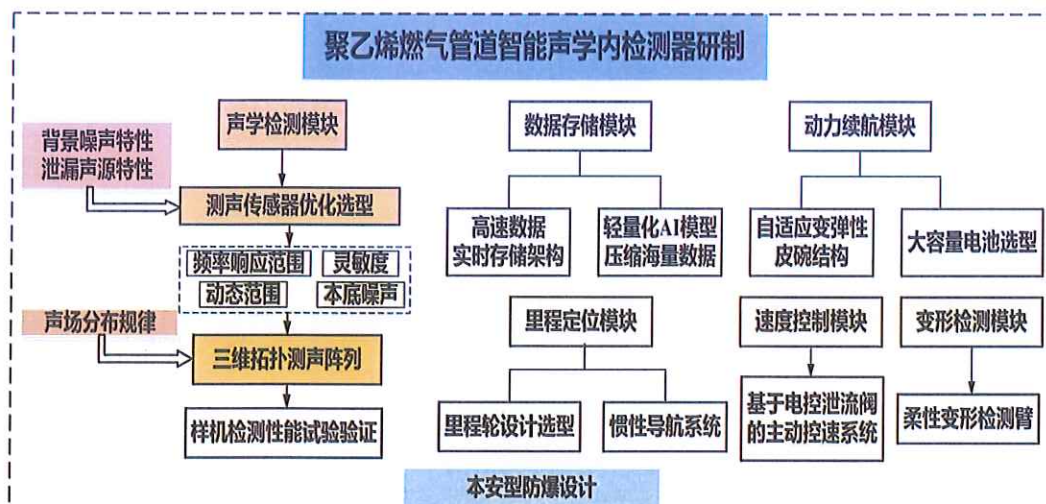 聚乙烯燃气管道智能声学内检测器研制
背景噪声特性
泄漏声源特性
声学检测模块
测声传感器优化选型
频率响应范围
灵敏度
动态范围
本底噪声
声场分布规律
三维拓扑测声阵列
样机检测性能试验验证
数据存储模块
高速数据
实时存储架构
轻量化AI模型
压缩海量数据
动力续航模块
自适应变弹性
皮碗结构
大容量电池选型
里程定位模块
里程轮设计选型
惯性导航系统
速度控制模块
基于电控泄流阀
的主动控速系统
变形检测模块
柔性变形检测臂
本安型防爆设计